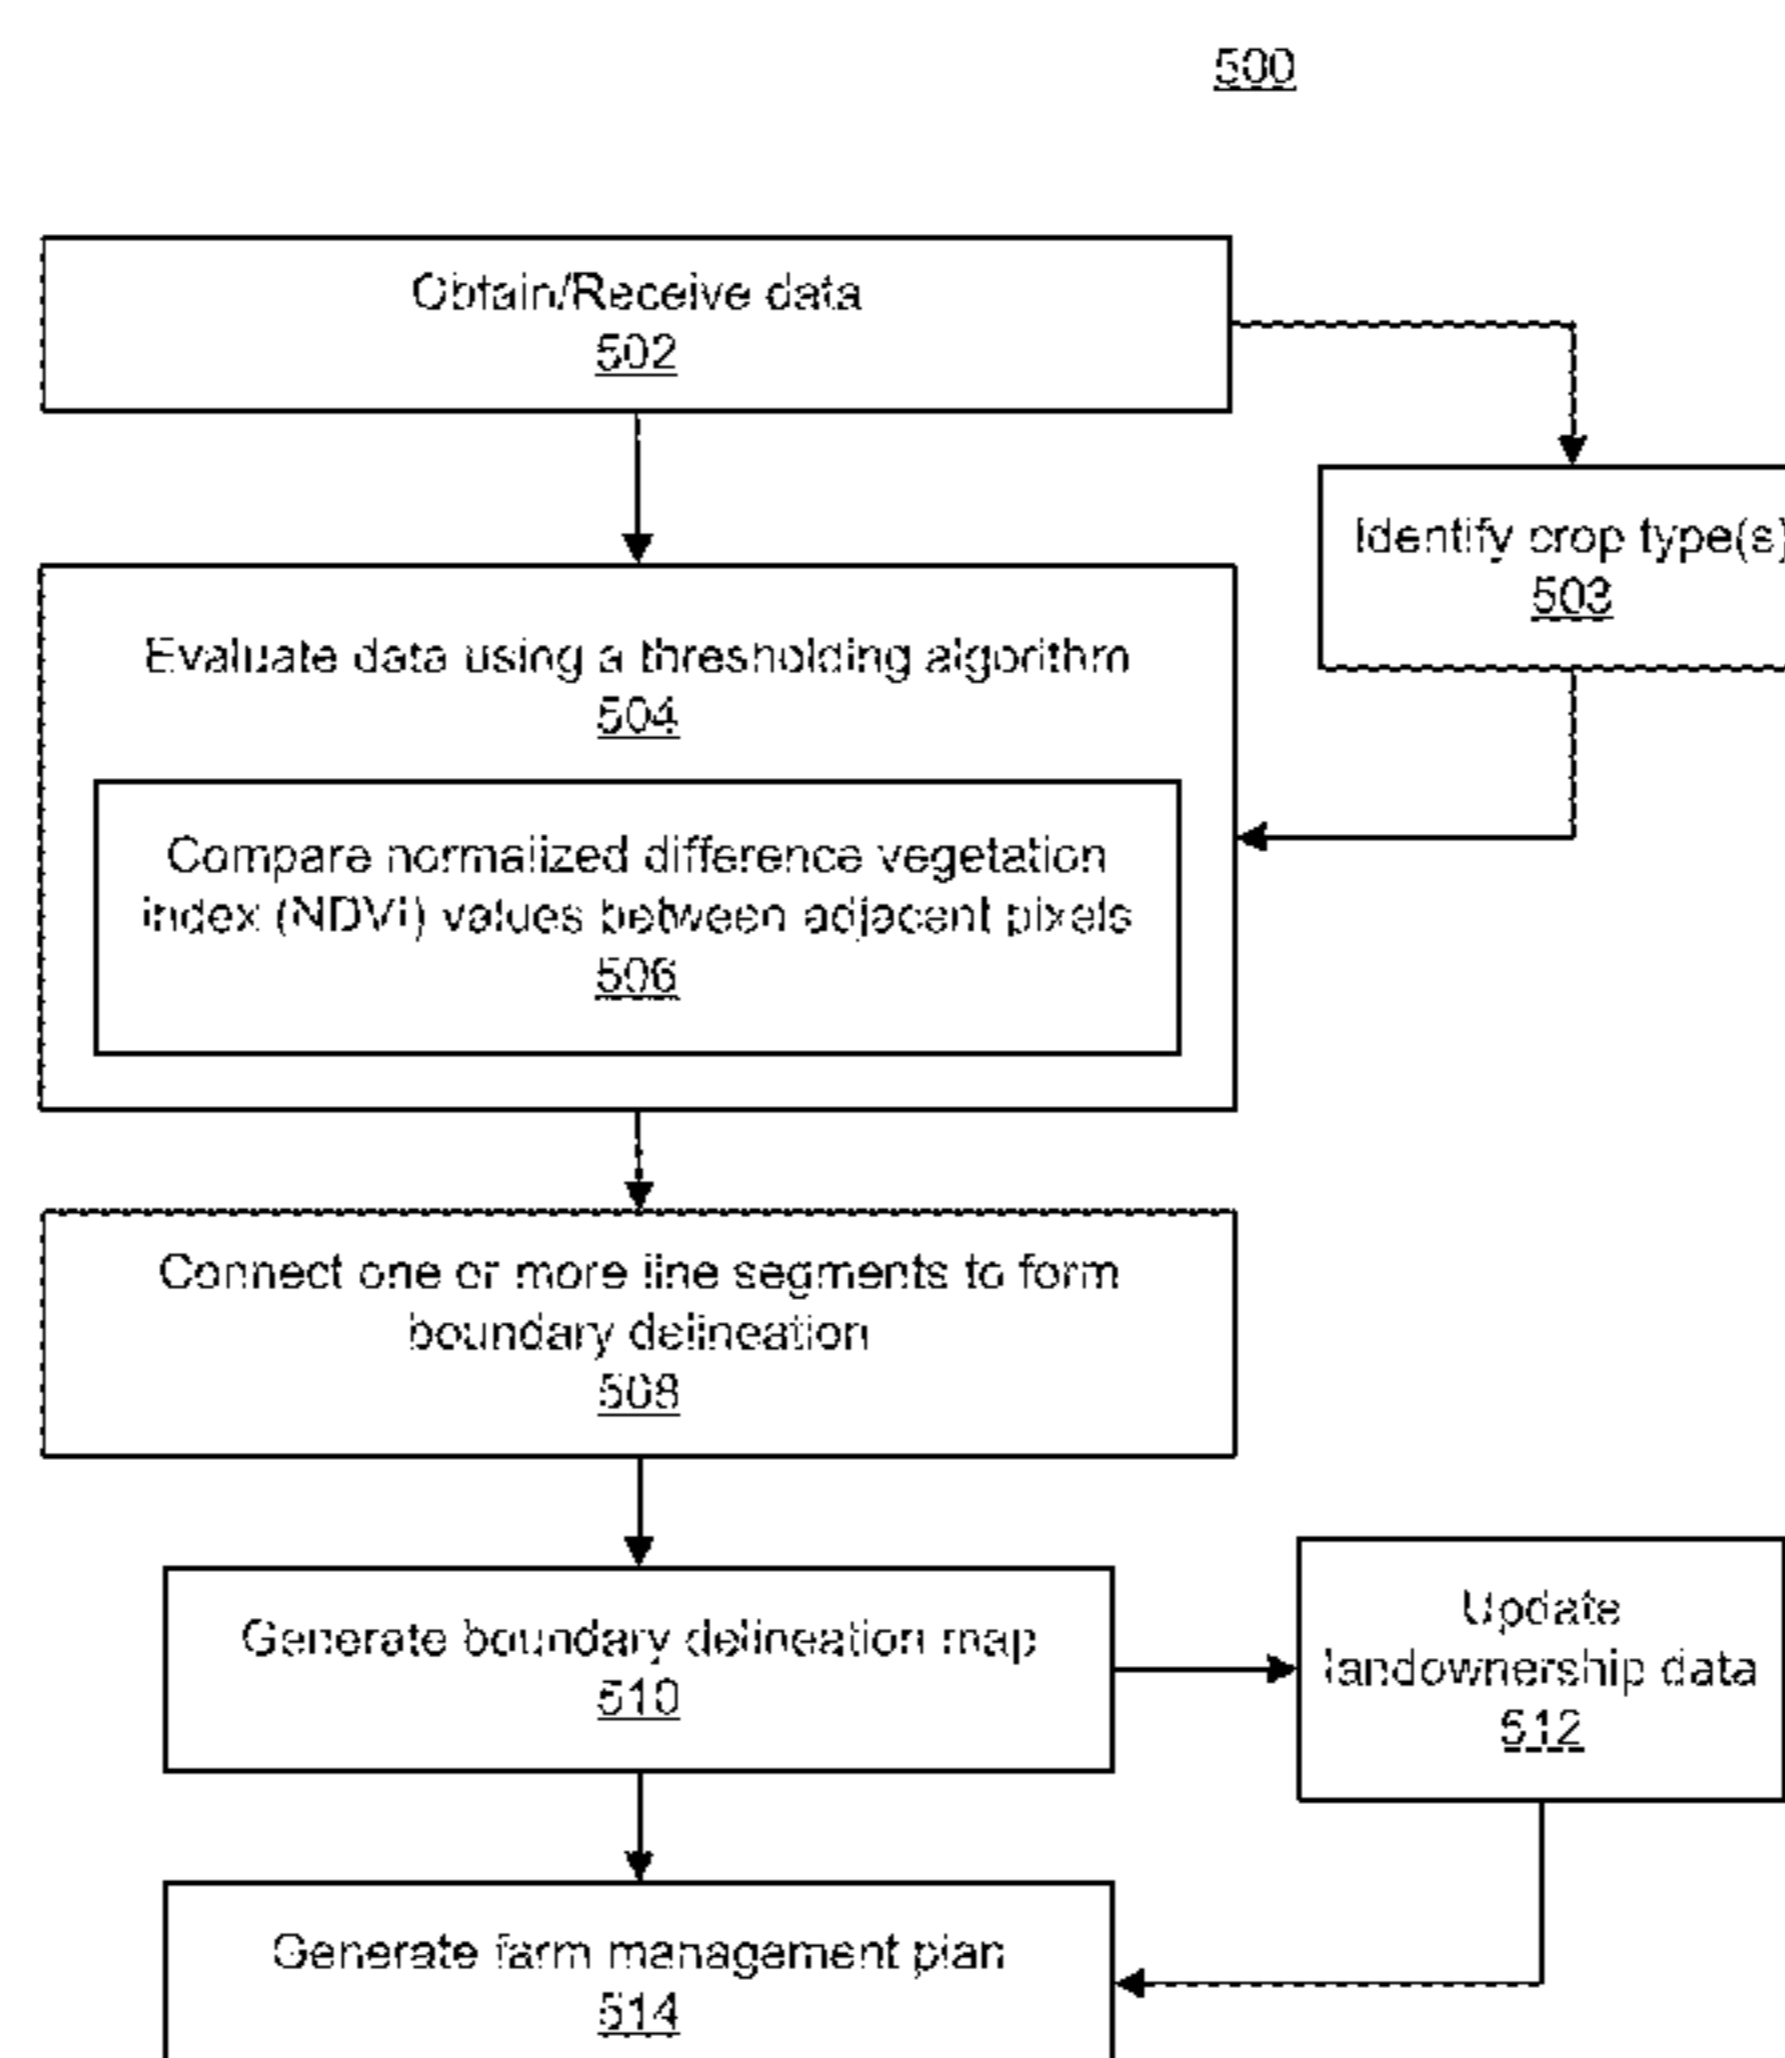 500
Obtain/Receive data
502
Identify crop type(s)
503
Evaluate data using a thresholding algorithm
504
Compare normalized difference vegetation
index (NDVI) values between adjacent pixels
506
Connect one or more line segments to form
boundary delineation
508
Generate boundary delineation map
510
Update
landownership data
512
Generate farm management plan
514